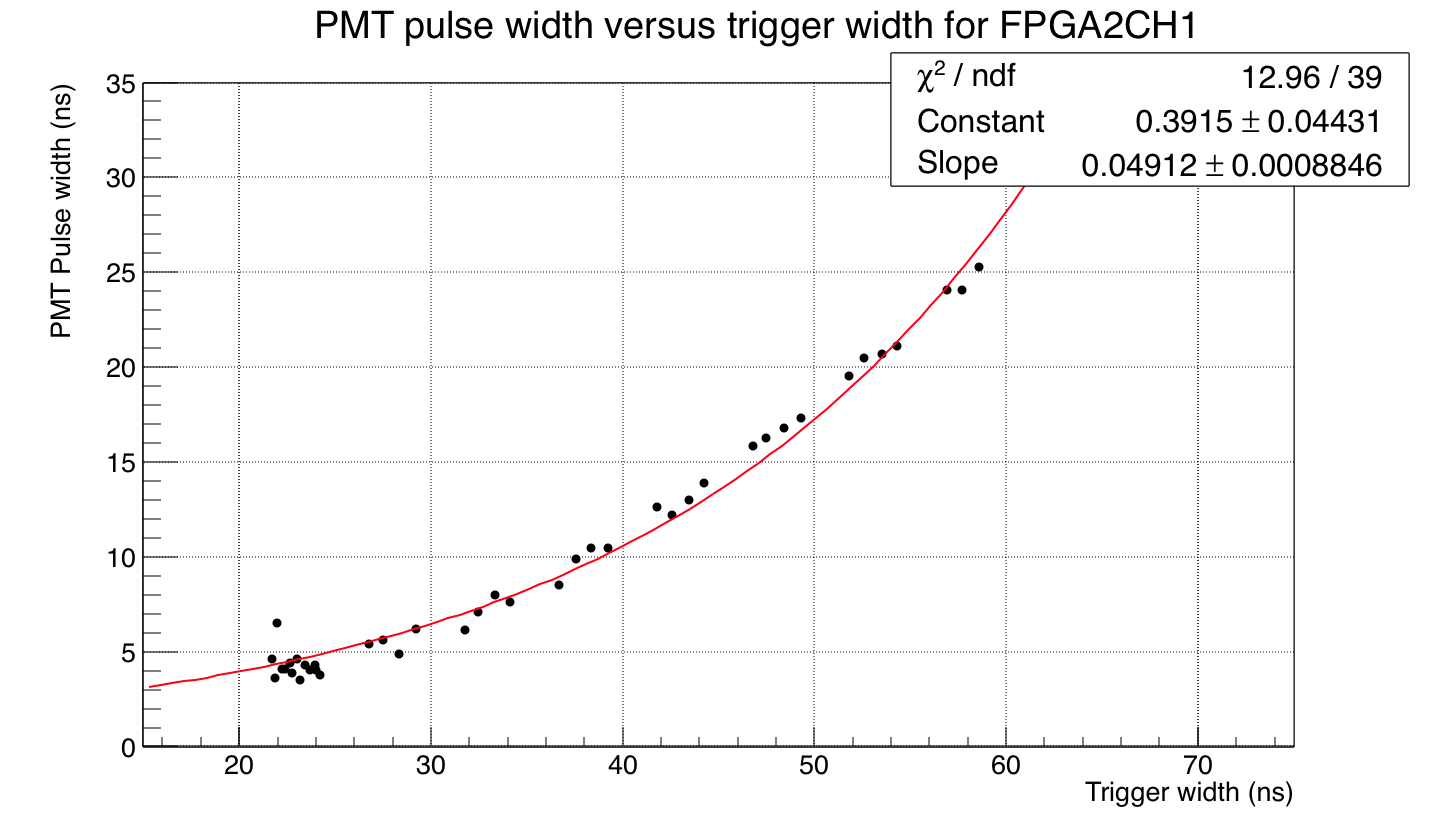 PMT pulse width versus trigger width for FPGA2CH1
χ² / ndf 12.96 / 39
Constant 0.3915 ± 0.04431
Slope 0.04912 ± 0.0008846
PMT Pulse width (ns)
35
30
25
20
15
10
5
0
20 30 40 50 60 70
Trigger width (ns)